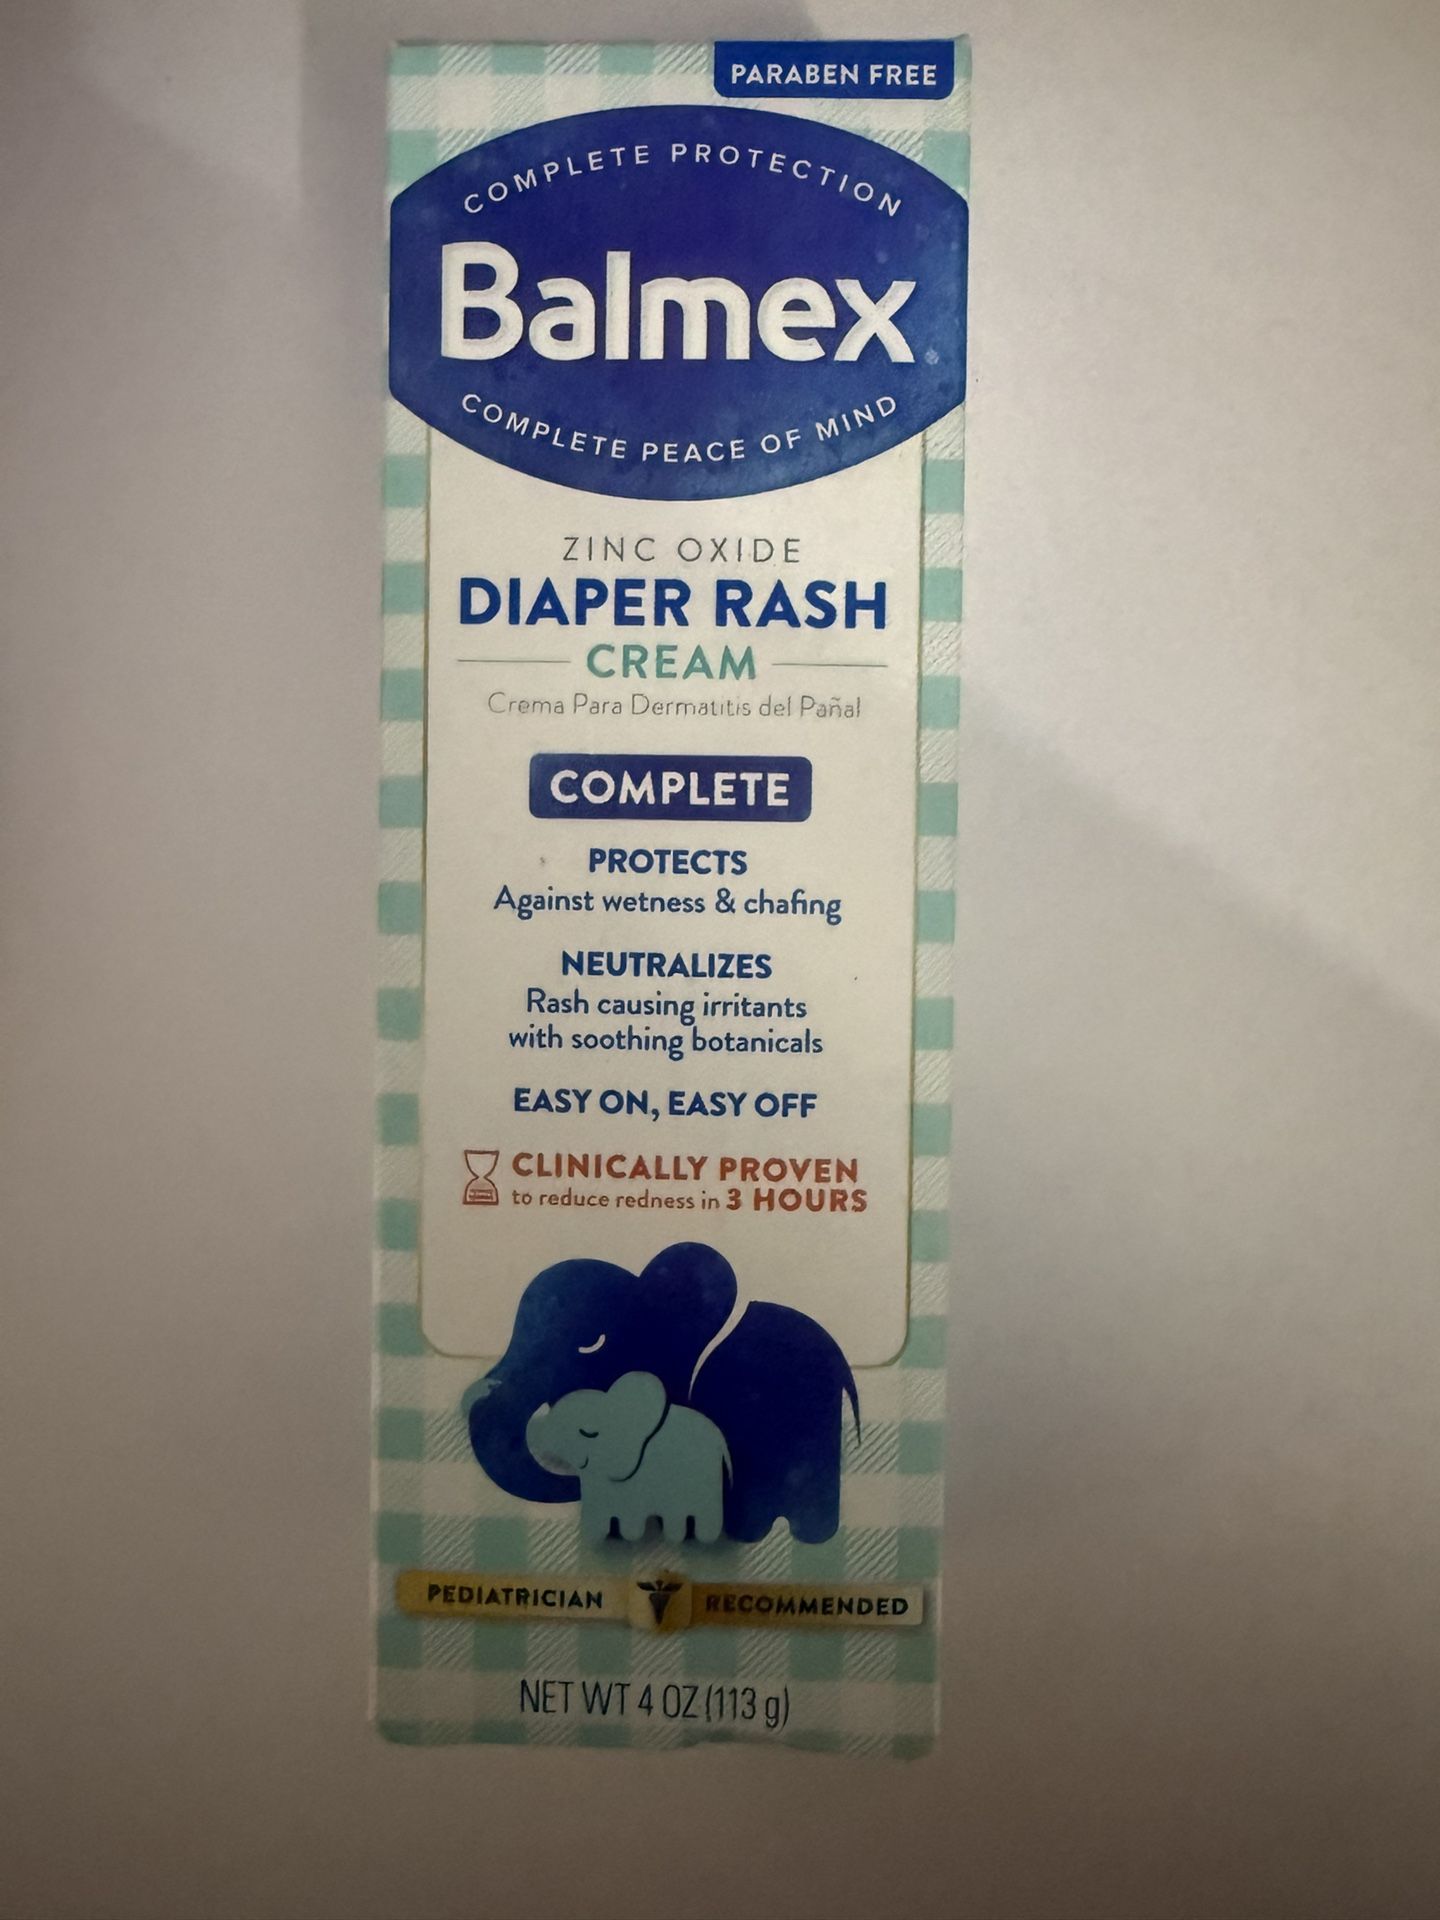 PARABEN FREE
COMPLETE PROTECTION
Balmex
COMPLETE PEACE OF MIND
ZINC OXIDE
DIAPER RASH
CREAM
Crema Para Dermatitis del Pañal
COMPLETE
PROTECTS
Against wetness & chafing
NEUTRALIZES
Rash causing irritants
with soothing botanicals
EASY ON, EASY OFF
CLINICALLY PROVEN
to reduce redness in 3 HOURS
PEDIATRICIAN RECOMMENDED
NET WT 4 OZ (113 g)